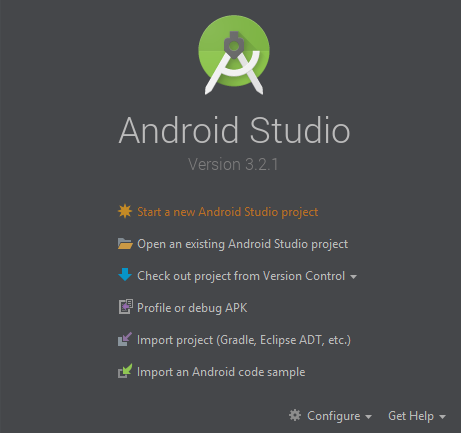 Android Studio
Version 3.2.1
Start a new Android Studio project
Open an existing Android Studio project
Check out project from Version Control
Profile or debug APK
Import project (Gradle, Eclipse ADT, etc.)
Import an Android code sample
Configure Get Help